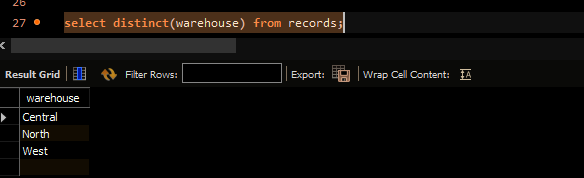 26
27 select distinct(warehouse) from records;
Result Grid Filter Rows: Export: Wrap Cell Content:
warehouse
Central
North
West